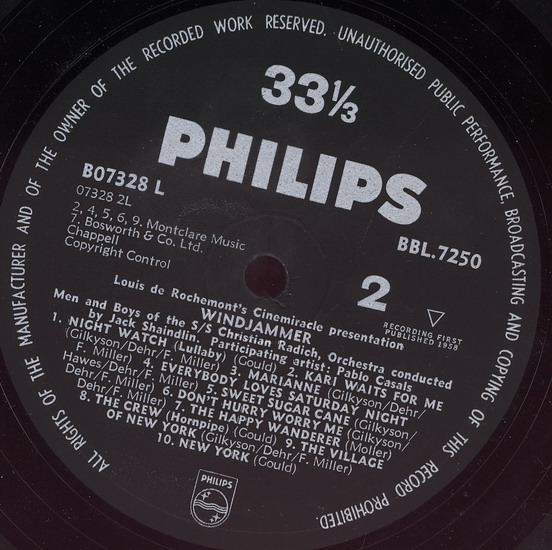 ALL RIGHTS OF THE MANUFACTURER AND OF THE OWNER OF THE RECORDED WORK RESERVED. UNAUTHORISED PUBLIC PERFORMANCE, BROADCASTING AND COPYING OF THIS RECORD PROHIBITED.
33⅓
PHILIPS
B07328 L
07328 2L
2, 4, 5, 6, 9. Montclare Music
7. Bosworth & Co. Ltd.
Chappell
Copyright Control
BBL.7250
2
RECORDING FIRST
PUBLISHED 1958
Louis de Rochemont's Cinemiracle presentation
WINDJAMMER
Men and Boys of the S/S Christian Radich, Orchestra conducted
by Jack Shaindlin. Participating artist: Pablo Casals
1. NIGHT WATCH (Lullaby) (Gould) 2. KARI WAITS FOR ME
(Gilkyson/Dehr/F. Miller) 3. MARIANNE (Gilkyson/Dehr/
F. Miller) 4. EVERYBODY LOVES SATURDAY NIGHT
Hawes/Dehr/F. Miller) 5. SWEET SUGAR CANE (Gilkyson/
Dehr/F. Miller) 6. DON'T HURRY WORRY ME (Gilkyson/
Dehr/F. Miller) 7. THE HAPPY WANDERER (Moller)
8. THE CREW (Hornpipe) (Gould) 9. THE VILLAGE
OF NEW YORK (Gilkyson/Dehr/F. Miller)
10. NEW YORK (Gould)
PHILIPS